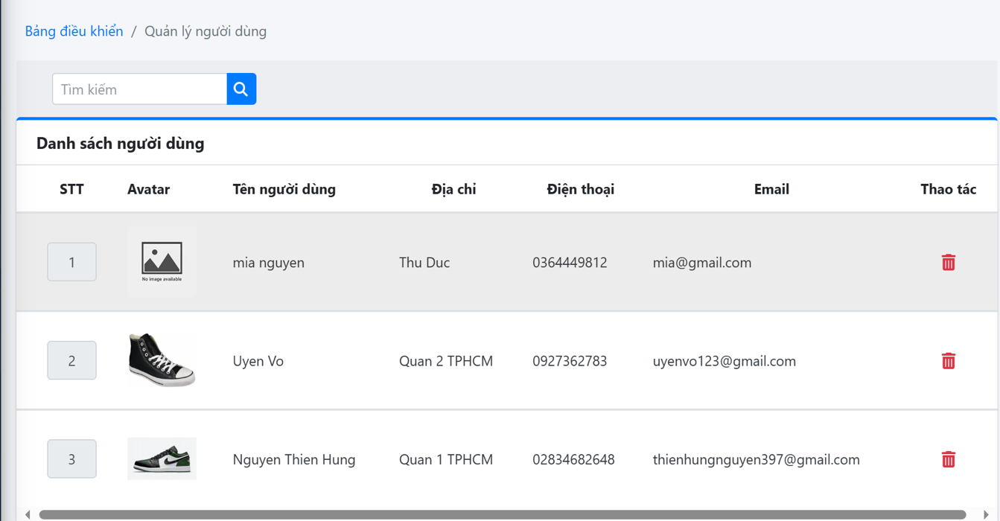 Bảng điều khiển / Quản lý người dùng
Tìm kiếm
Danh sách người dùng
STT Avatar Tên người dùng Địa chỉ Điện thoại Email Thao tác
1 No image available mia nguyen Thu Duc 0364449812 mia@gmail.com
2 Uyen Vo Quan 2 TPHCM 0927362783 uyenvo123@gmail.com
3 Nguyen Thien Hung Quan 1 TPHCM 02834682648 thienhungnguyen397@gmail.com